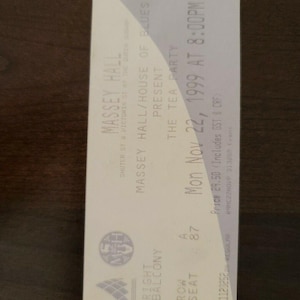 MASSEY HALL
MASSEY HALL/HOUSE OF BLUES
PRESENT
THE TEA PARTY
Mon Nov 22, 1999 AT 8:00PM
RIGHT
BALCONY
ROW
SEAT
A
87